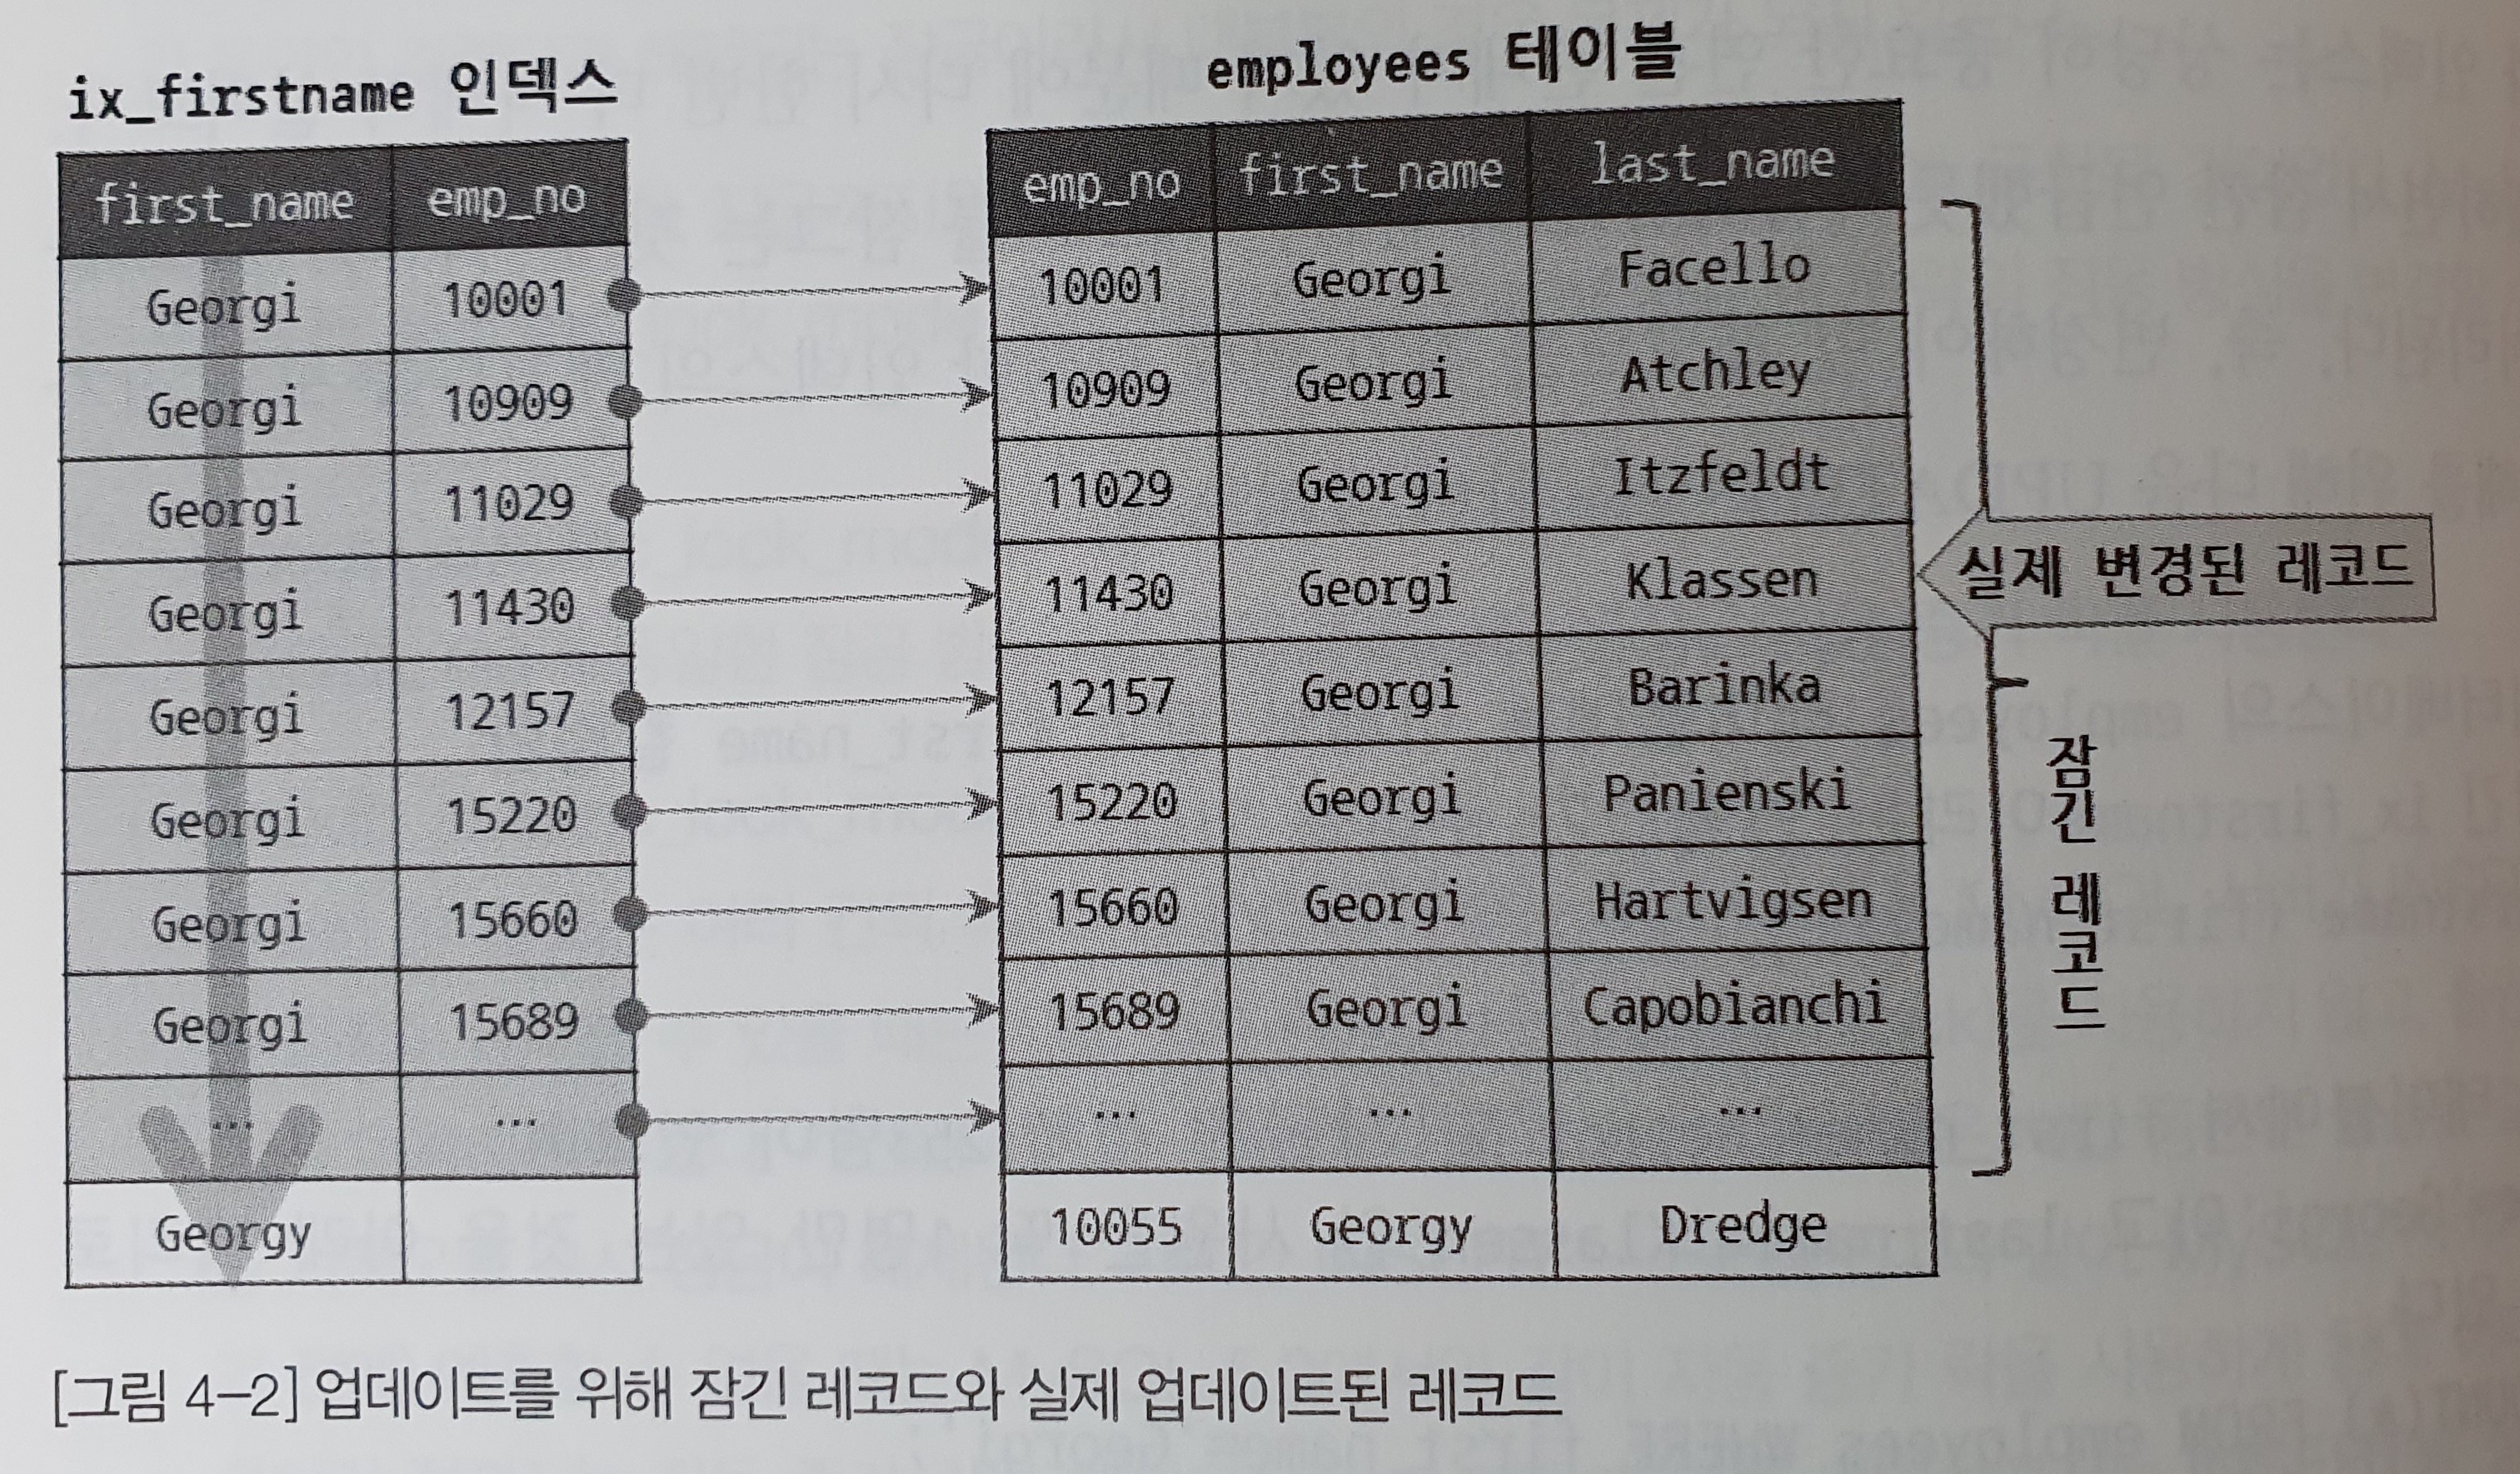 ix_firstname 인덱스
first_name emp_no
Georgi 10001
Georgi 10909
Georgi 11029
Georgi 11430
Georgi 12157
Georgi 15220
Georgi 15660
Georgi 15689
... ...
Georgy
employees 테이블
emp_no first_name last_name
10001 Georgi Facello
10909 Georgi Atchley
11029 Georgi Itzfeldt
11430 Georgi Klassen
12157 Georgi Barinka
15220 Georgi Panienski
15660 Georgi Hartvigsen
15689 Georgi Capobianchi
... ... ...
10055 Georgy Dredge
실제 변경된 레코드
잠긴 레코드
[그림 4-2] 업데이트를 위해 잠긴 레코드와 실제 업데이트된 레코드